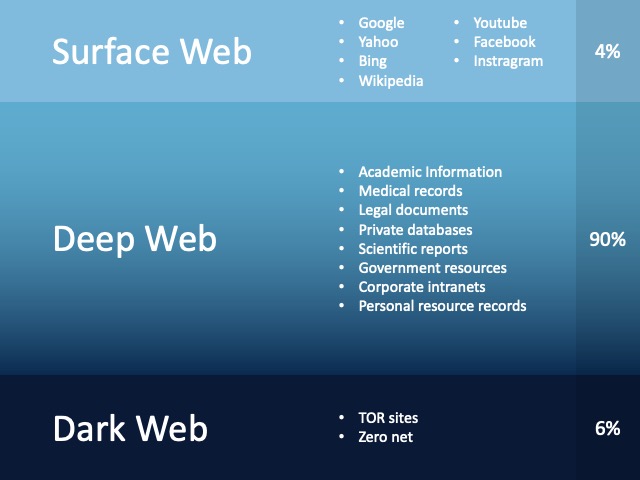 Surface Web
• Google
• Yahoo
• Bing
• Wikipedia
• Youtube
• Facebook
• Instragram
4%
Deep Web
• Academic Information
• Medical records
• Legal documents
• Private databases
• Scientific reports
• Government resources
• Corporate intranets
• Personal resource records
90%
Dark Web
• TOR sites
• Zero net
6%